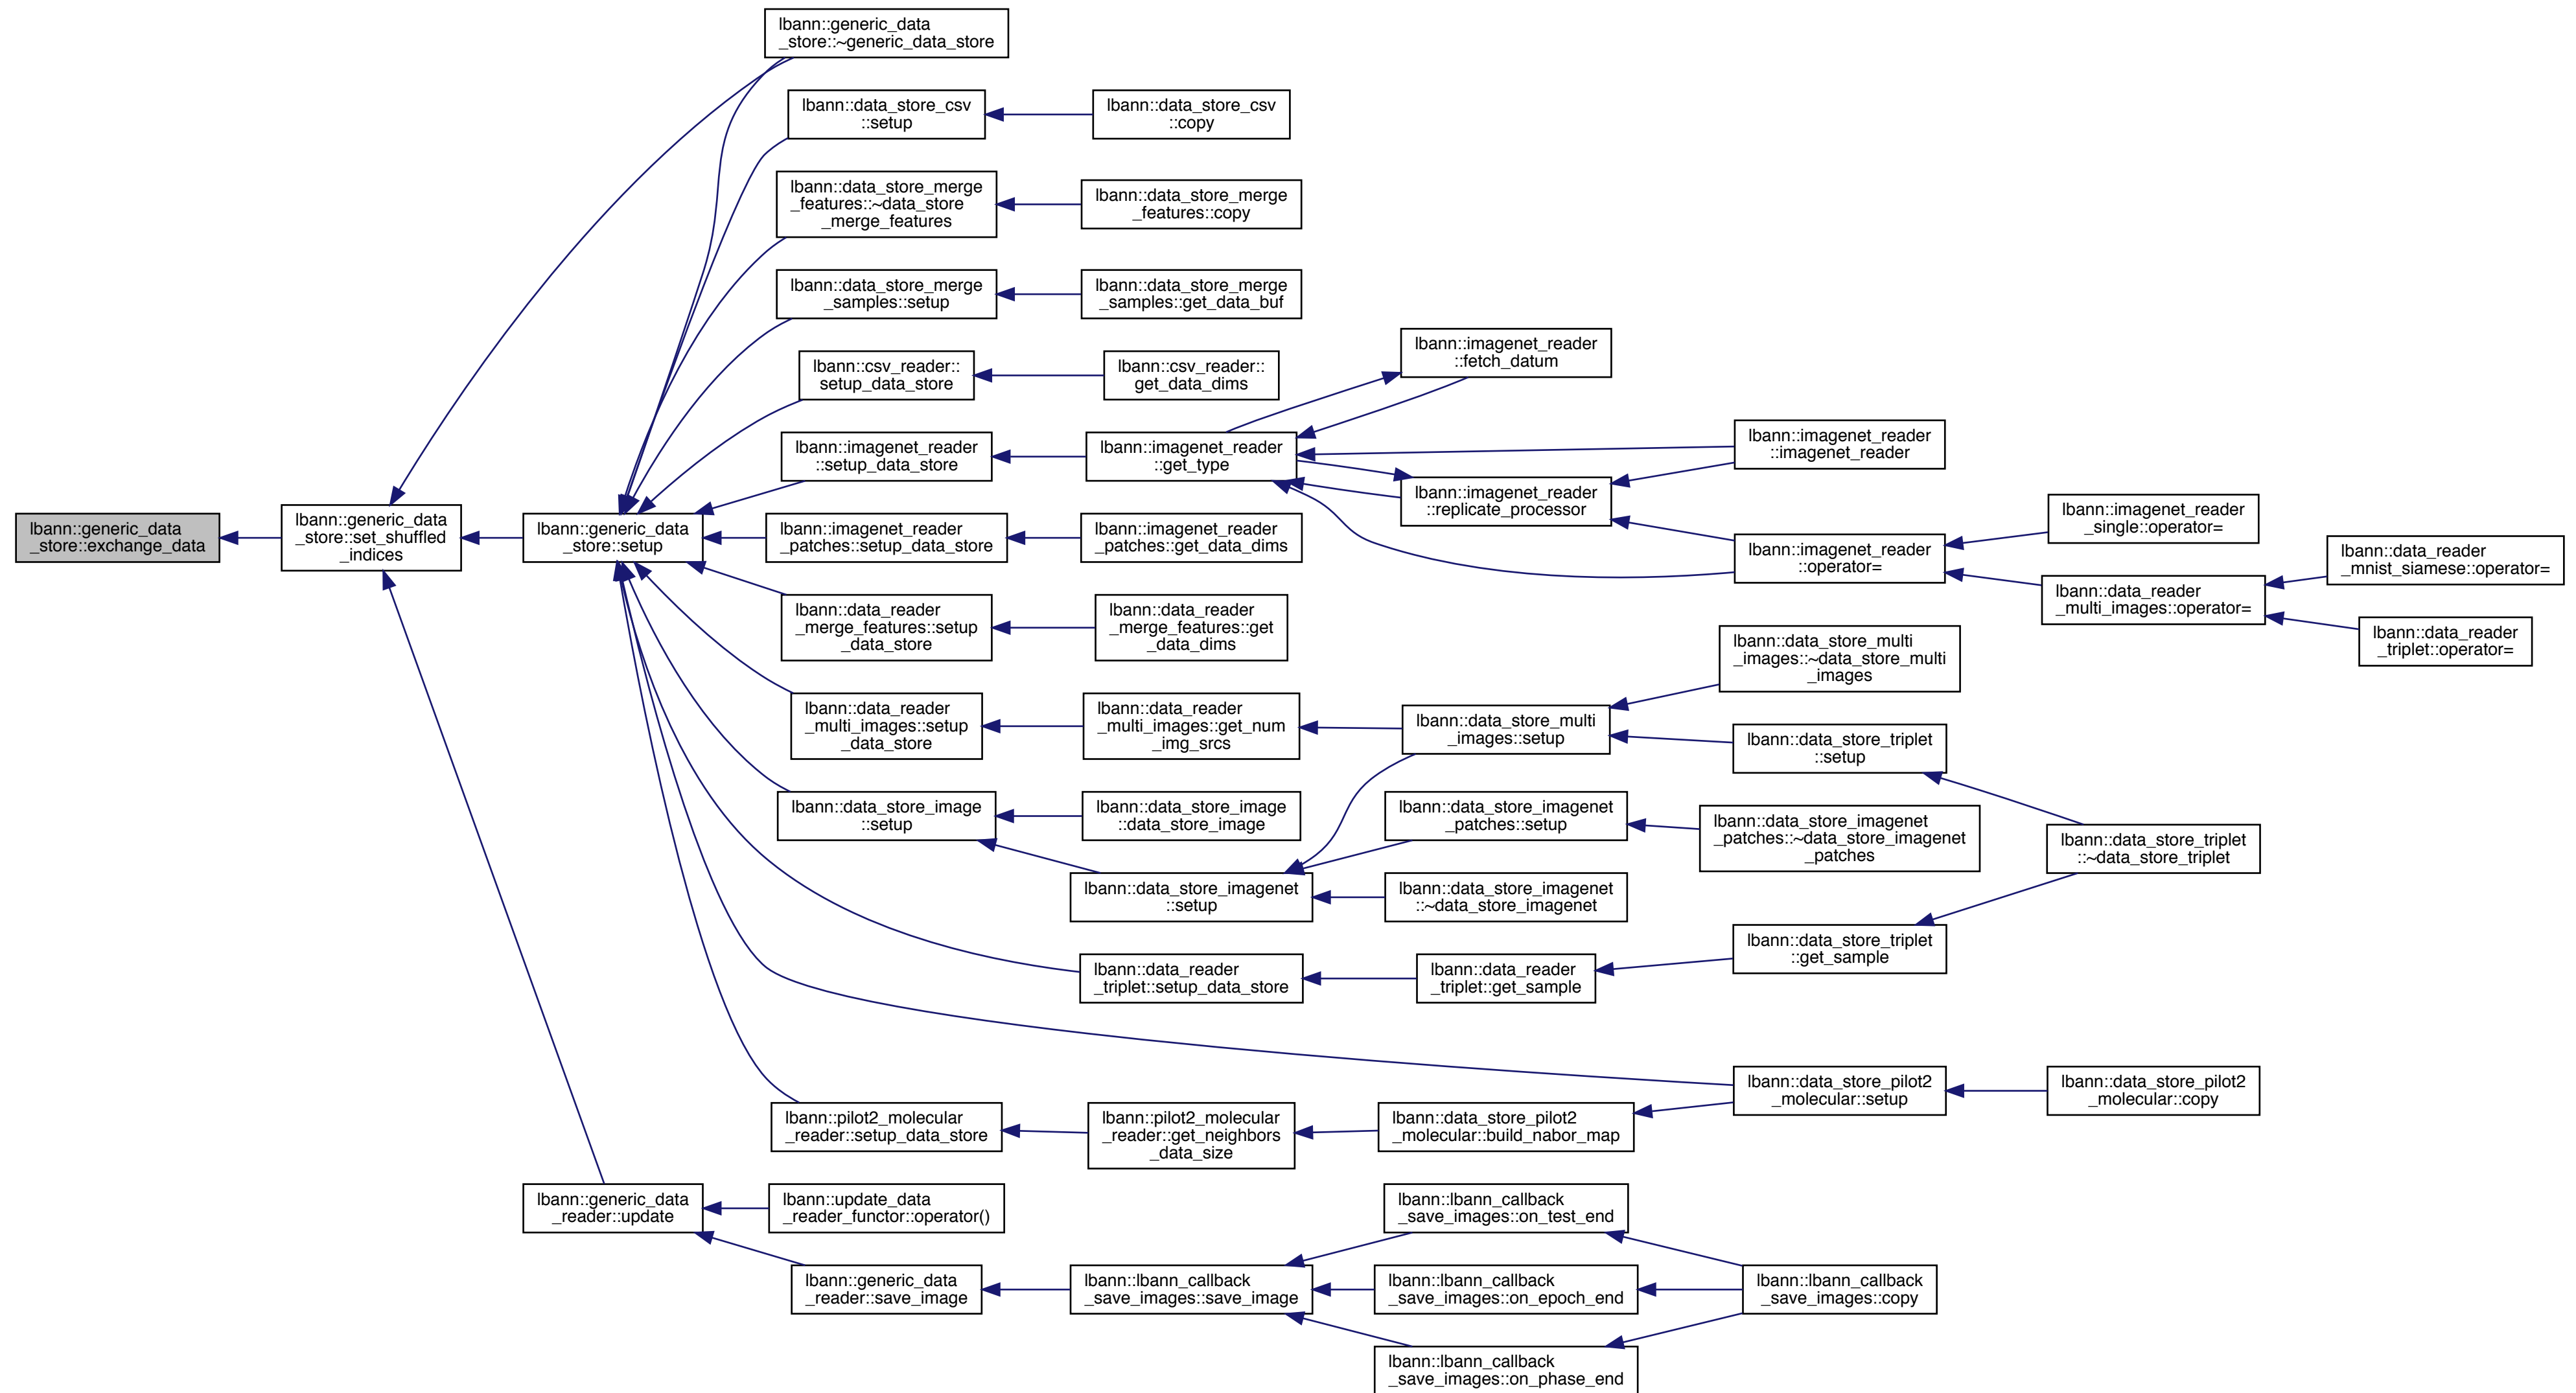 lbann::generic_data
_store::~generic_data_store
lbann::data_store_csv
::setup
lbann::data_store_csv
::copy
lbann::data_store_merge
_features::~data_store
_merge_features
lbann::data_store_merge
_features::copy
lbann::data_store_merge
_samples::setup
lbann::data_store_merge
_samples::get_data_buf
lbann::csv_reader::
setup_data_store
lbann::csv_reader::
get_data_dims
lbann::imagenet_reader
::fetch_datum
lbann::imagenet_reader
::setup_data_store
lbann::imagenet_reader
::get_type
lbann::imagenet_reader
::imagenet_reader
lbann::imagenet_reader
::replicate_processor
lbann::generic_data
_store::exchange_data
lbann::generic_data
_store::set_shuffled
_indices
lbann::generic_data
_store::setup
lbann::imagenet_reader
_patches::setup_data_store
lbann::imagenet_reader
_patches::get_data_dims
lbann::imagenet_reader
::operator=
lbann::imagenet_reader
_single::operator=
lbann::data_reader
_mnist_siamese::operator=
lbann::data_reader
_multi_images::operator=
lbann::data_reader
_triplet::operator=
lbann::data_reader
_merge_features::setup
_data_store
lbann::data_reader
_merge_features::get
_data_dims
lbann::data_store_multi
_images::~data_store_multi
_images
lbann::data_reader
_multi_images::setup
_data_store
lbann::data_reader
_multi_images::get_num
_img_srcs
lbann::data_store_multi
_images::setup
lbann::data_store_triplet
::setup
lbann::data_store_image
::setup
lbann::data_store_image
::data_store_image
lbann::data_store_imagenet
_patches::setup
lbann::data_store_imagenet
_patches::~data_store_imagenet
_patches
lbann::data_store_triplet
::~data_store_triplet
lbann::data_store_imagenet
::setup
lbann::data_store_imagenet
::~data_store_imagenet
lbann::data_store_triplet
::get_sample
lbann::data_reader
_triplet::setup_data_store
lbann::data_reader
_triplet::get_sample
lbann::data_store_pilot2
_molecular::setup
lbann::data_store_pilot2
_molecular::copy
lbann::pilot2_molecular
_reader::setup_data_store
lbann::pilot2_molecular
_reader::get_neighbors
_data_size
lbann::data_store_pilot2
_molecular::build_nabor_map
lbann::generic_data
_reader::update
lbann::update_data
_reader_functor::operator()
lbann::lbann_callback
_save_images::on_test_end
lbann::generic_data
_reader::save_image
lbann::lbann_callback
_save_images::save_image
lbann::lbann_callback
_save_images::on_epoch_end
lbann::lbann_callback
_save_images::copy
lbann::lbann_callback
_save_images::on_phase_end